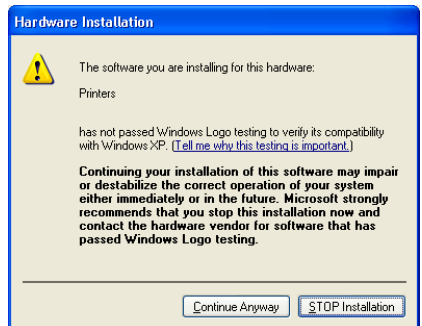 Hardware Installation
The software you are installing for this hardware:
Printers
has not passed Windows Logo testing to verify its compatibility
with Windows XP. (Tell me why this testing is important.)
Continuing your installation of this software may impair
or destabilize the correct operation of your system
either immediately or in the future. Microsoft strongly
recommends that you stop this installation now and
contact the hardware vendor for software that has
passed Windows Logo testing.
Continue Anyway
STOP Installation